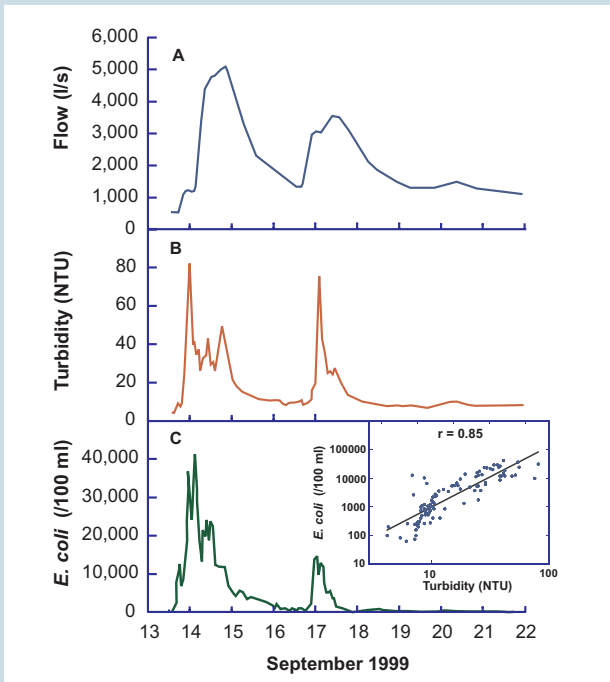 A
Flow (l/s)
6,000
5,000
4,000
3,000
2,000
1,000
0
B
Turbidity (NTU)
80
60
40
20
0
C
E. coli (/100 ml)
40,000
30,000
20,000
10,000
0
r = 0.85
E. coli (/100 ml)
100000
10000
1000
100
10
10 100
Turbidity (NTU)
13 14 15 16 17 18 19 20 21 22
September 1999